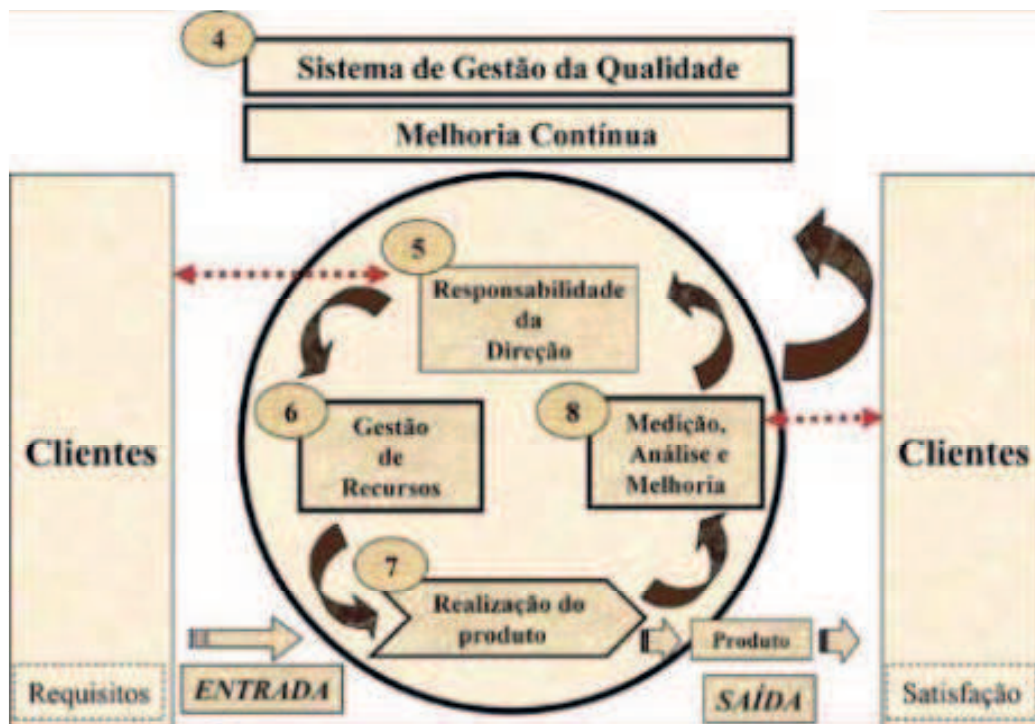 4
Sistema de Gestão da Qualidade
Melhoria Contínua
5
Responsabilidade
da
Direção
6
Gestão
de
Recursos
8
Medição,
Análise e
Melhoria
Clientes
Clientes
7
Realização do
produto
Produto
Requisitos
ENTRADA
SAÍDA
Satisfação